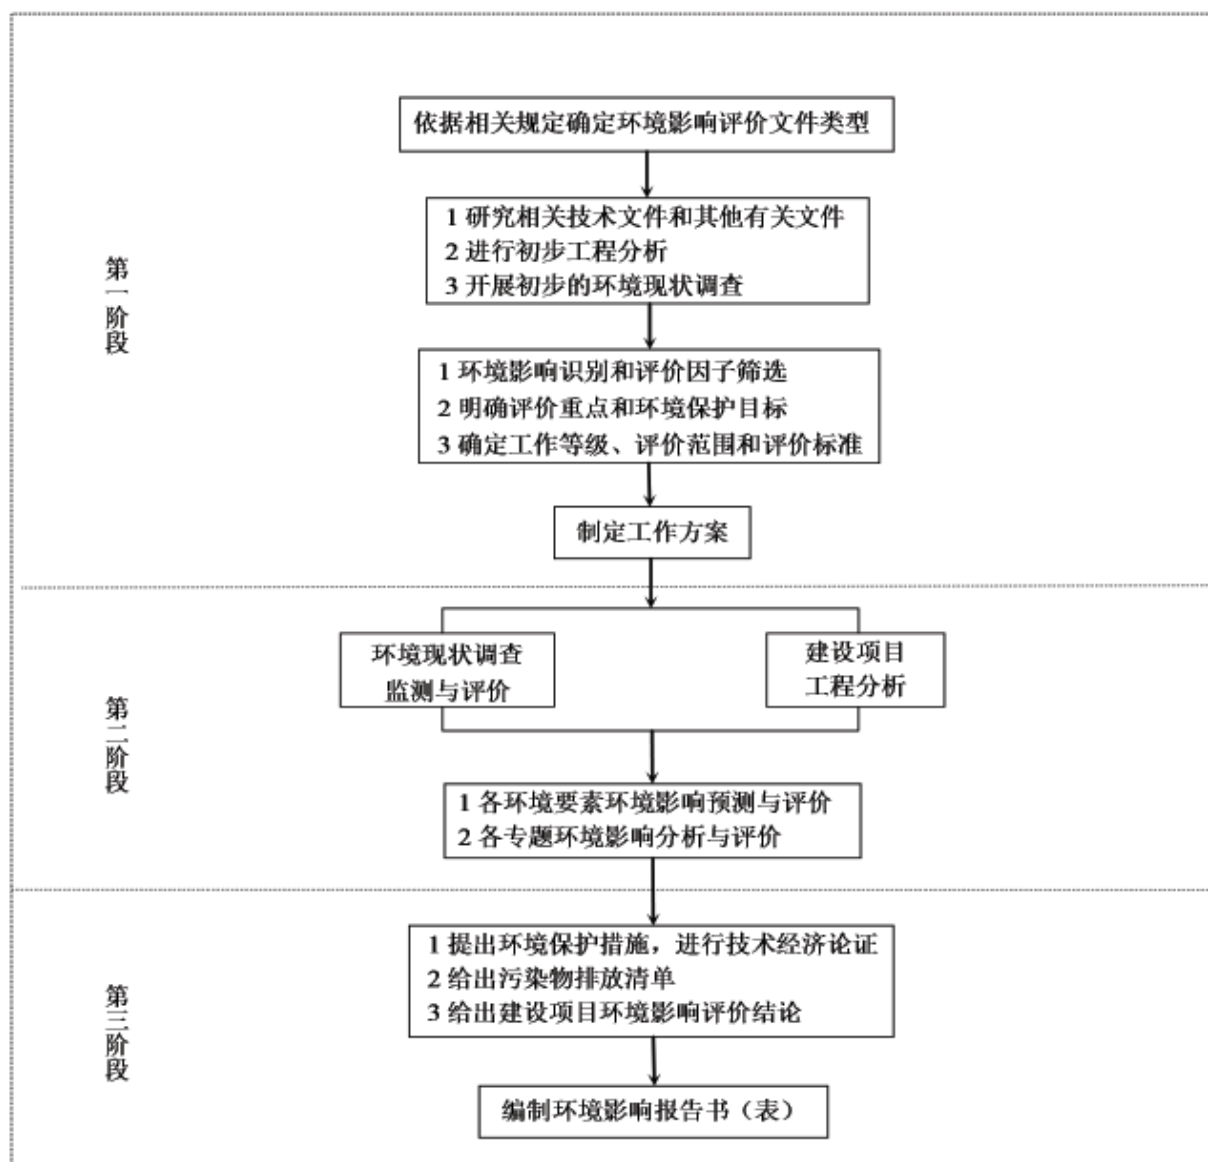 依据相关规定确定环境影响评价文件类型
1 研究相关技术文件和其他有关文件
2 进行初步工程分析
3 开展初步的环境现状调查
第一阶段
1 环境影响识别和评价因子筛选
2 明确评价重点和环境保护目标
3 确定工作等级、评价范围和评价标准
制定工作方案
环境现状调查
监测与评价
建设项目
工程分析
第二阶段
1 各环境要素环境影响预测与评价
2 各专题环境影响分析与评价
1 提出环境保护措施，进行技术经济论证
2 给出污染物排放清单
3 给出建设项目环境影响评价结论
第三阶段
编制环境影响报告书（表）